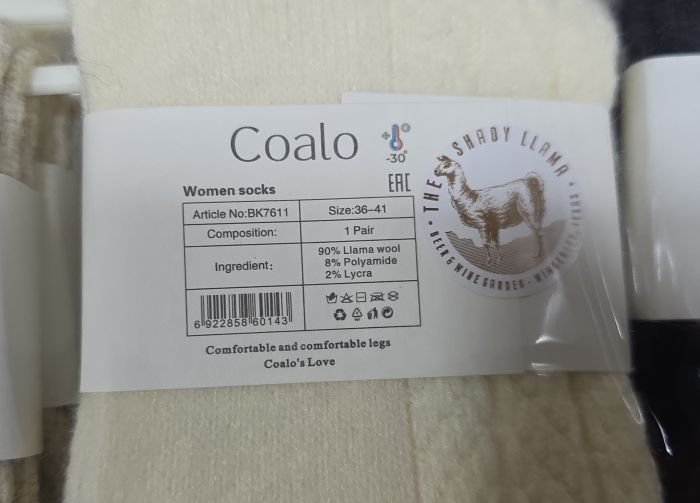 Coalo
-30°
EAC
Women socks
Article No:BK7611
Size:36–41
Composition:
1 Pair
Ingredient:
90% Llama wool
8% Polyamide
2% Lycra
6 922858 60143
Comfortable and comfortable legs
Coalo's Love
THE SHADY LLAMA
BEER & WINE GARDEN